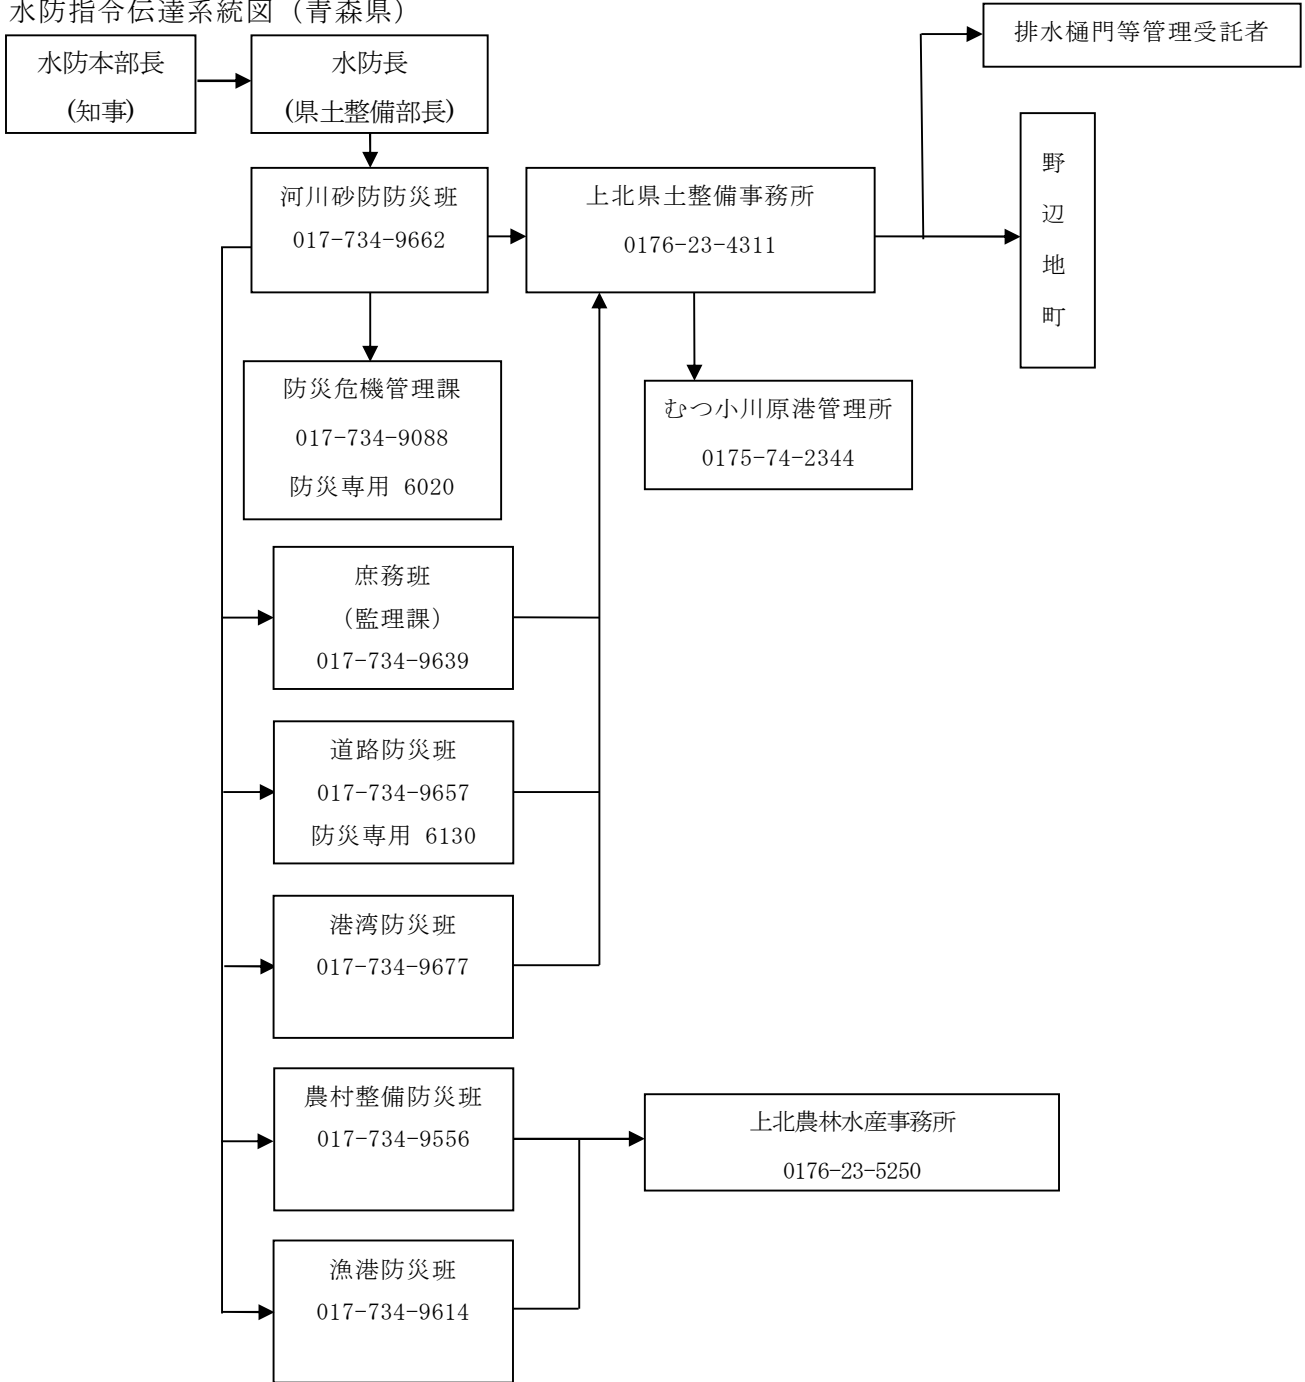 水防指令伝達系統図（青森県）
水防本部長
(知事)
水防長
(県土整備部長)
排水樋門等管理受託者
河川砂防防災班
017-734-9662
上北県土整備事務所
0176-23-4311
野辺地町
防災危機管理課
017-734-9088
防災専用 6020
むつ小川原港管理所
0175-74-2344
庶務班
（監理課）
017-734-9639
道路防災班
017-734-9657
防災専用 6130
港湾防災班
017-734-9677
農村整備防災班
017-734-9556
上北農林水産事務所
0176-23-5250
漁港防災班
017-734-9614